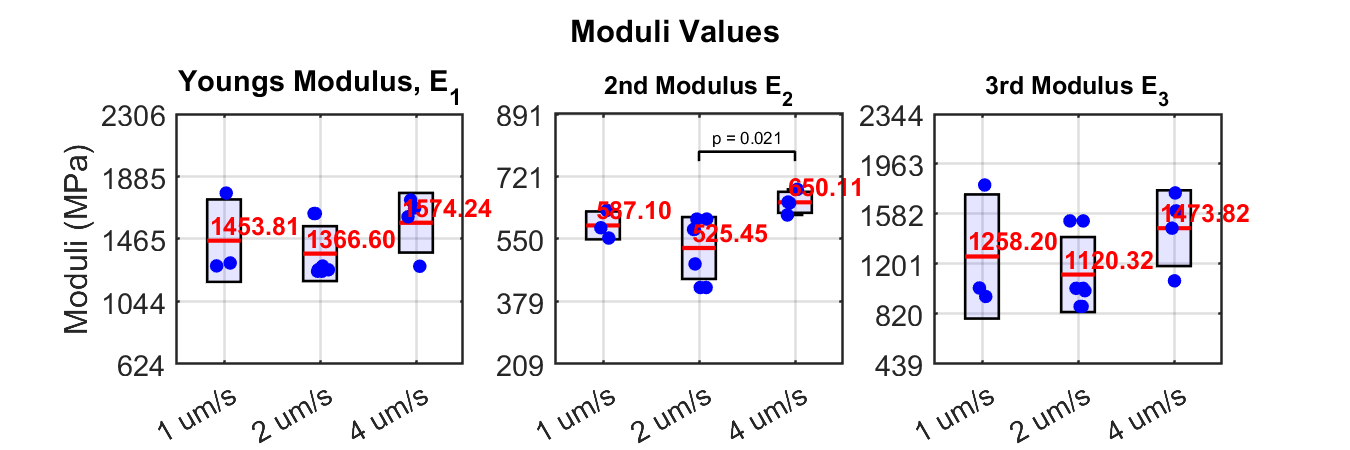 Moduli Values
Youngs Modulus, E1
2nd Modulus E2
3rd Modulus E3
Moduli (MPa)
2306
1885
1465
1044
624
1453.81
1366.60
1574.24
1 um/s
2 um/s
4 um/s
891
721
550
379
209
p = 0.021
587.10
525.45
650.11
1 um/s
2 um/s
4 um/s
2344
1963
1582
1201
820
439
1258.20
1120.32
1473.82
1 um/s
2 um/s
4 um/s